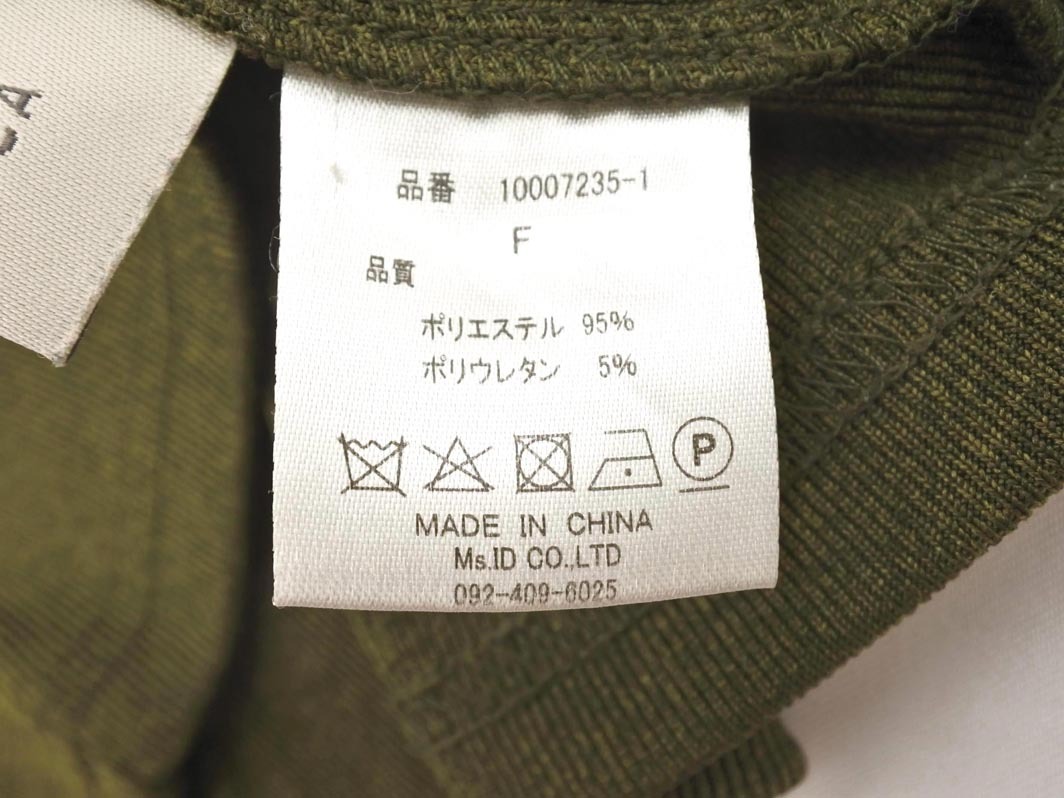 品番 10007235-1
F
品質
ポリエステル 95%
ポリウレタン 5%
P
MADE IN CHINA
Ms.ID CO.,LTD
092-409-6025